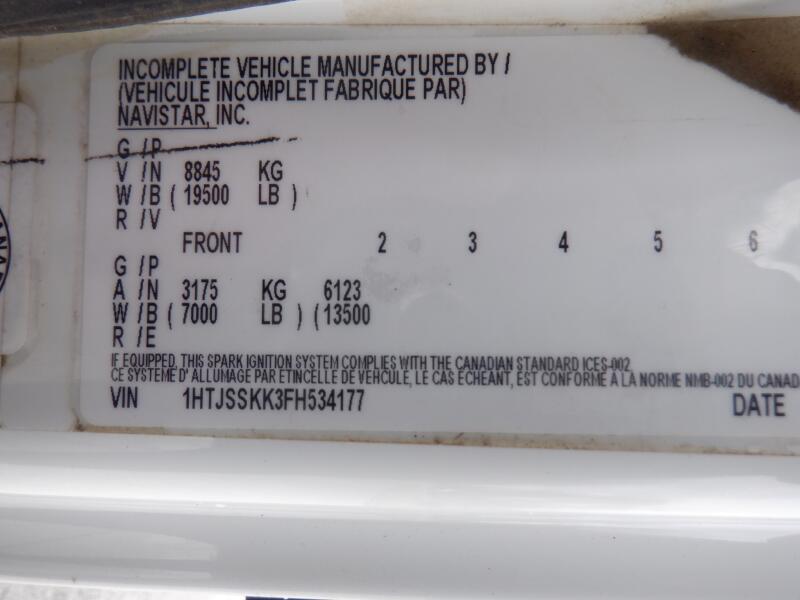 INCOMPLETE VEHICLE MANUFACTURED BY /
(VEHICULE INCOMPLET FABRIQUE PAR)
NAVISTAR, INC.
G /P
V /N 8845 KG
W /B ( 19500 LB )
R /V
FRONT 2 3 4 5 6
G /P
A /N 3175 KG 6123
W /B ( 7000 LB ) (13500
R /E
IF EQUIPPED, THIS SPARK IGNITION SYSTEM COMPLIES WITH THE CANADIAN STANDARD ICES-002
CE SYSTEME D' ALLUMAGE PAR ETINCELLE DE VEHICULE, LE CAS ECHEANT, EST CONFORME A LA NORME NMB-002 DU CANAD
VIN 1HTJSSKK3FH534177 DATE